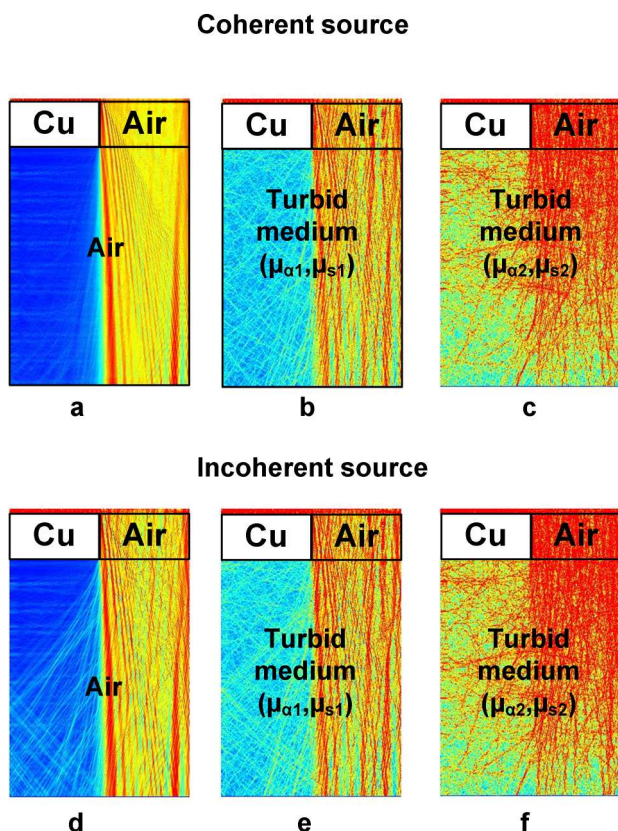 Coherent source
Cu Air Cu Air Cu Air
Air
Turbid
medium
(μα1,μs1)
Turbid
medium
(μα2,μs2)
a b c
Incoherent source
Cu Air Cu Air Cu Air
Air
Turbid
medium
(μα1,μs1)
Turbid
medium
(μα2,μs2)
d e f